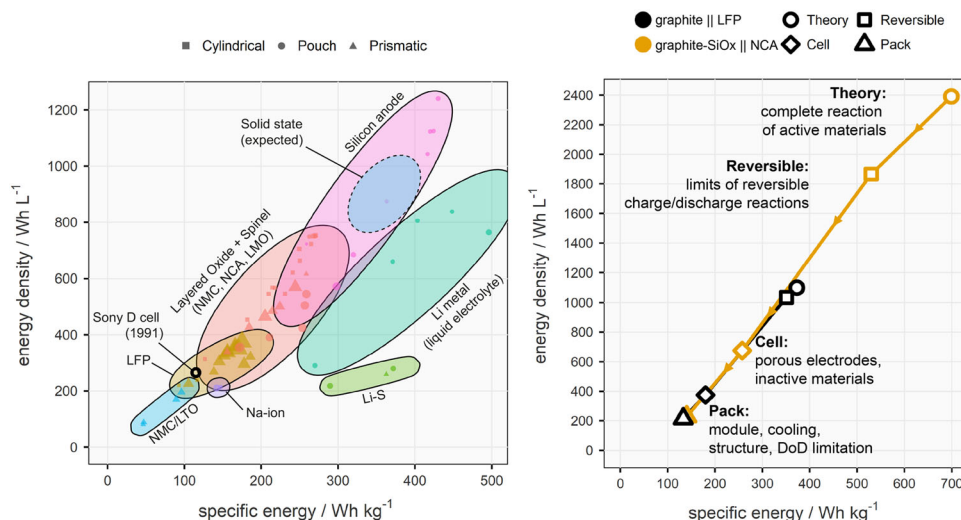 Cylindrical
Pouch
Prismatic
energy density / Wh L⁻¹
1200
1000
800
600
400
200
0
Solid state
(expected)
Silicon anode
Layered Oxide + Spinel
(NMC, NCA, LMO)
Sony D cell
(1991)
LFP
Li metal
(liquid electrolyte)
NMC/LTO
Na-ion
Li-S
0
100
200
300
400
500
specific energy / Wh kg⁻¹
graphite || LFP
Theory
Reversible
graphite-SiOx || NCA
Cell
Pack
energy density / Wh L⁻¹
2400
2200
2000
1800
1600
1400
1200
1000
800
600
400
200
0
Theory:
complete reaction
of active materials
Reversible:
limits of reversible
charge/discharge reactions
Cell:
porous electrodes,
inactive materials
Pack:
module, cooling,
structure, DoD limitation
0
100
200
300
400
500
600
700
specific energy / Wh kg⁻¹